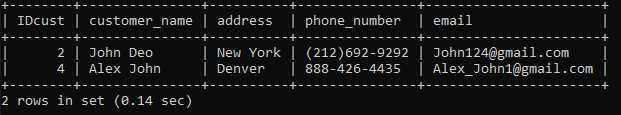 +--------+---------------+----------+---------------+----------------------+
| IDcust | customer_name | address  | phone_number  | email                |
+--------+---------------+----------+---------------+----------------------+
|      2 | John Deo      | New York | (212)692-9292 | John124@gmail.com    |
|      4 | Alex John     | Denver   | 888-426-4435  | Alex_John1@gmail.com |
+--------+---------------+----------+---------------+----------------------+
2 rows in set (0.14 sec)